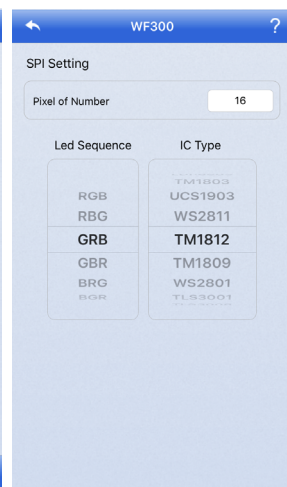 WF300 ?
SPI Setting
Pixel of Number 16
Led Sequence IC Type
TM1803
RGB UCS1903
RBG WS2811
GRB TM1812
GBR TM1809
BRG WS2801
BGR TLS3001